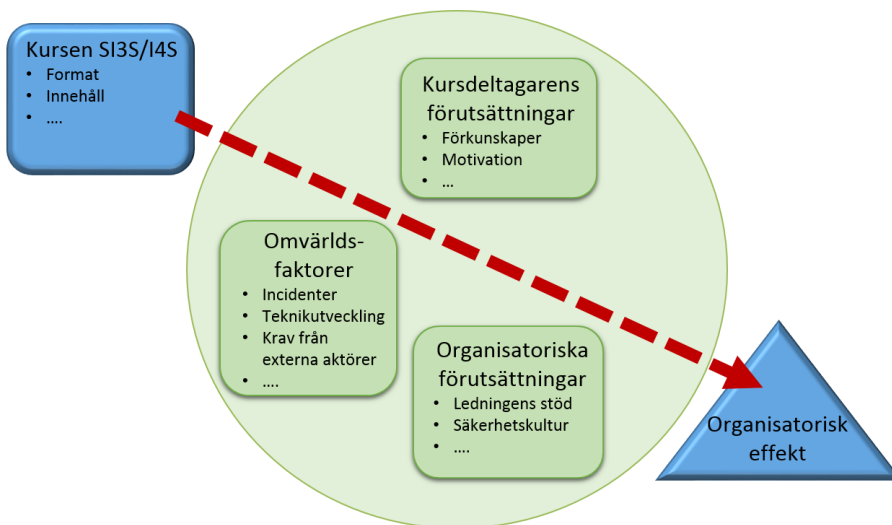 Kursen SI3S/I4S
• Format
• Innehåll
• ....
Kursdeltagarens
förutsättningar
• Förkunskaper
• Motivation
• ...
Omvärlds-
faktorer
• Incidenter
• Teknikutveckling
• Krav från
externa aktörer
• ....
Organisatoriska
förutsättningar
• Ledningens stöd
• Säkerhetskultur
• ....
Organisatorisk
effekt